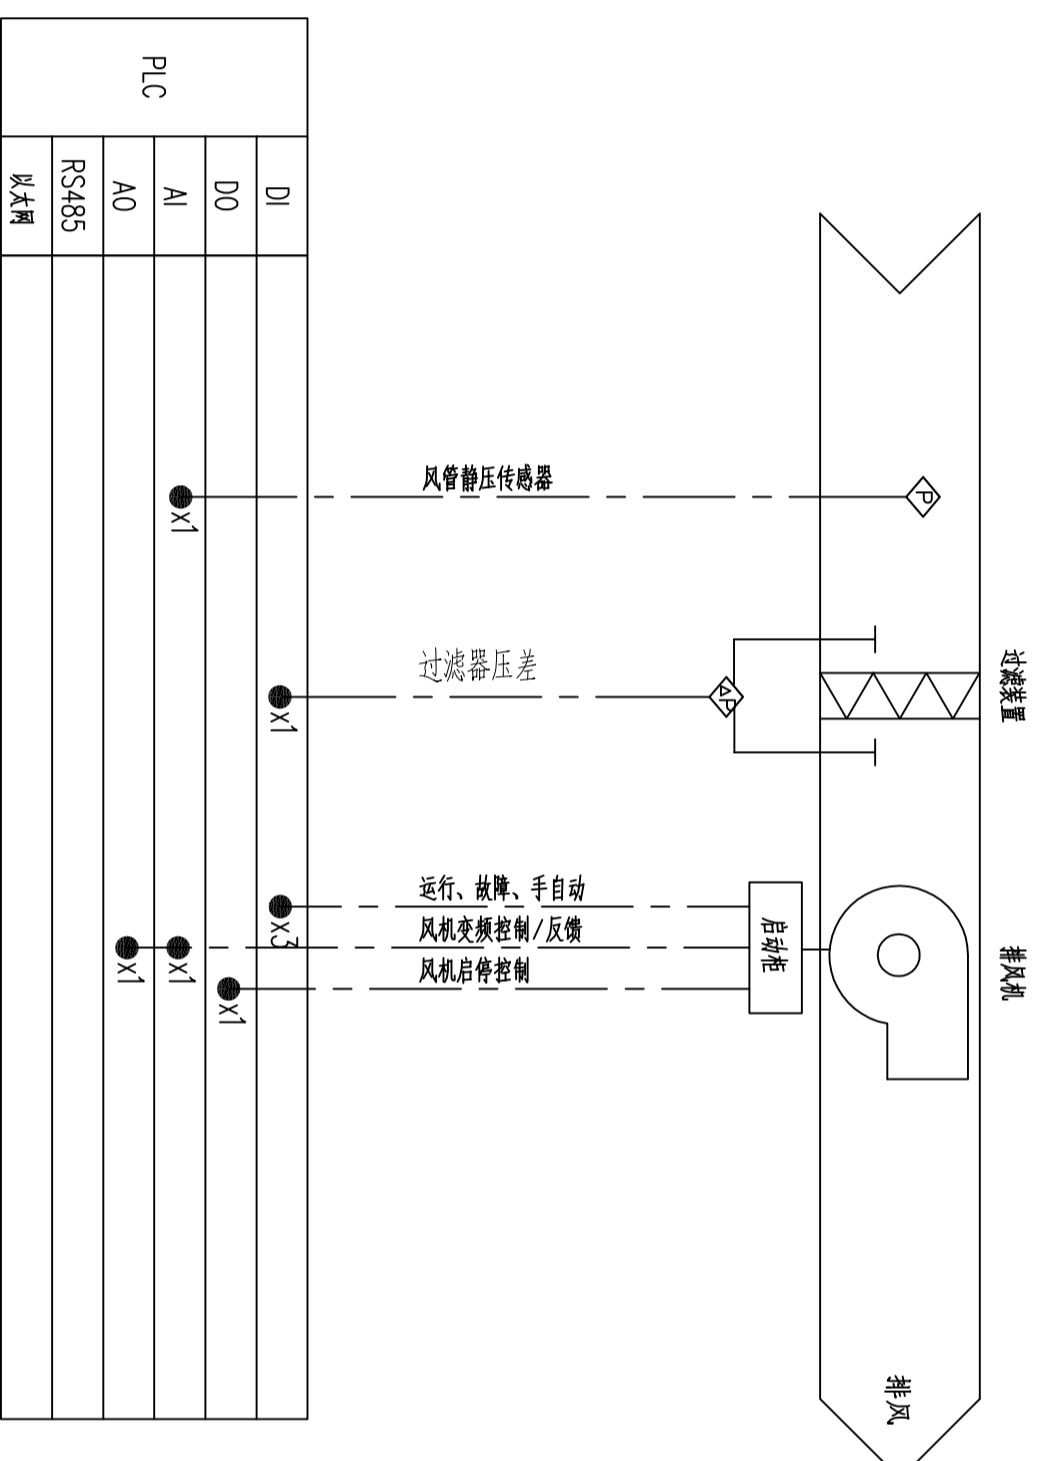 过滤装置
排风机
排风
P
ΔP
启动柜
风管静压传感器
过滤器压差
运行、故障、手自动
风机变频控制/反馈
风机启停控制
PLC
DI
x1
x3
DO
x1
AI
x1
x1
AO
x1
RS485
以太网